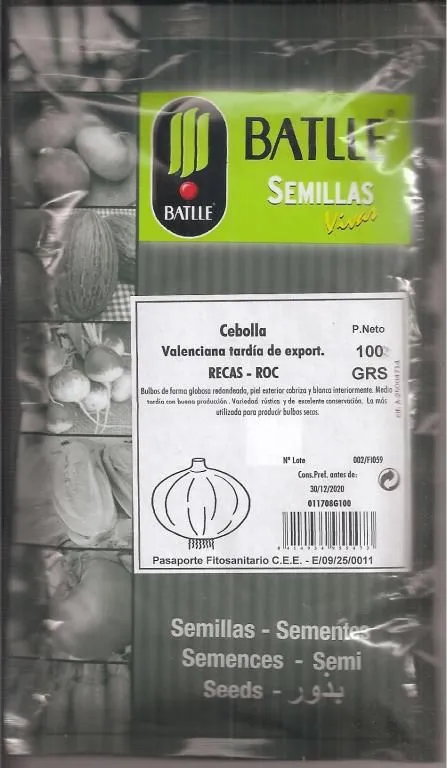 BATLLE
SEMILLAS
Vivas
BATLLE
Cebolla
P.Neto
Valenciana tardía de export.
100
RECAS - ROC
GRS
Bulbos de forma globosa redondeada, piel exterior cobriza y blanca interiormente. Medio
tardía con buena producción. Variedad rústica y de excelente conservación. La más
utilizada para producir bulbos secos.
Nº Lote 002/FI059
Cons.Pref. antes de:
30/12/2020
011708G100
Pasaporte Fitosanitario C.E.E. - E/09/25/0011
Semillas - Sementes
Semences - Semi
Seeds - بذور